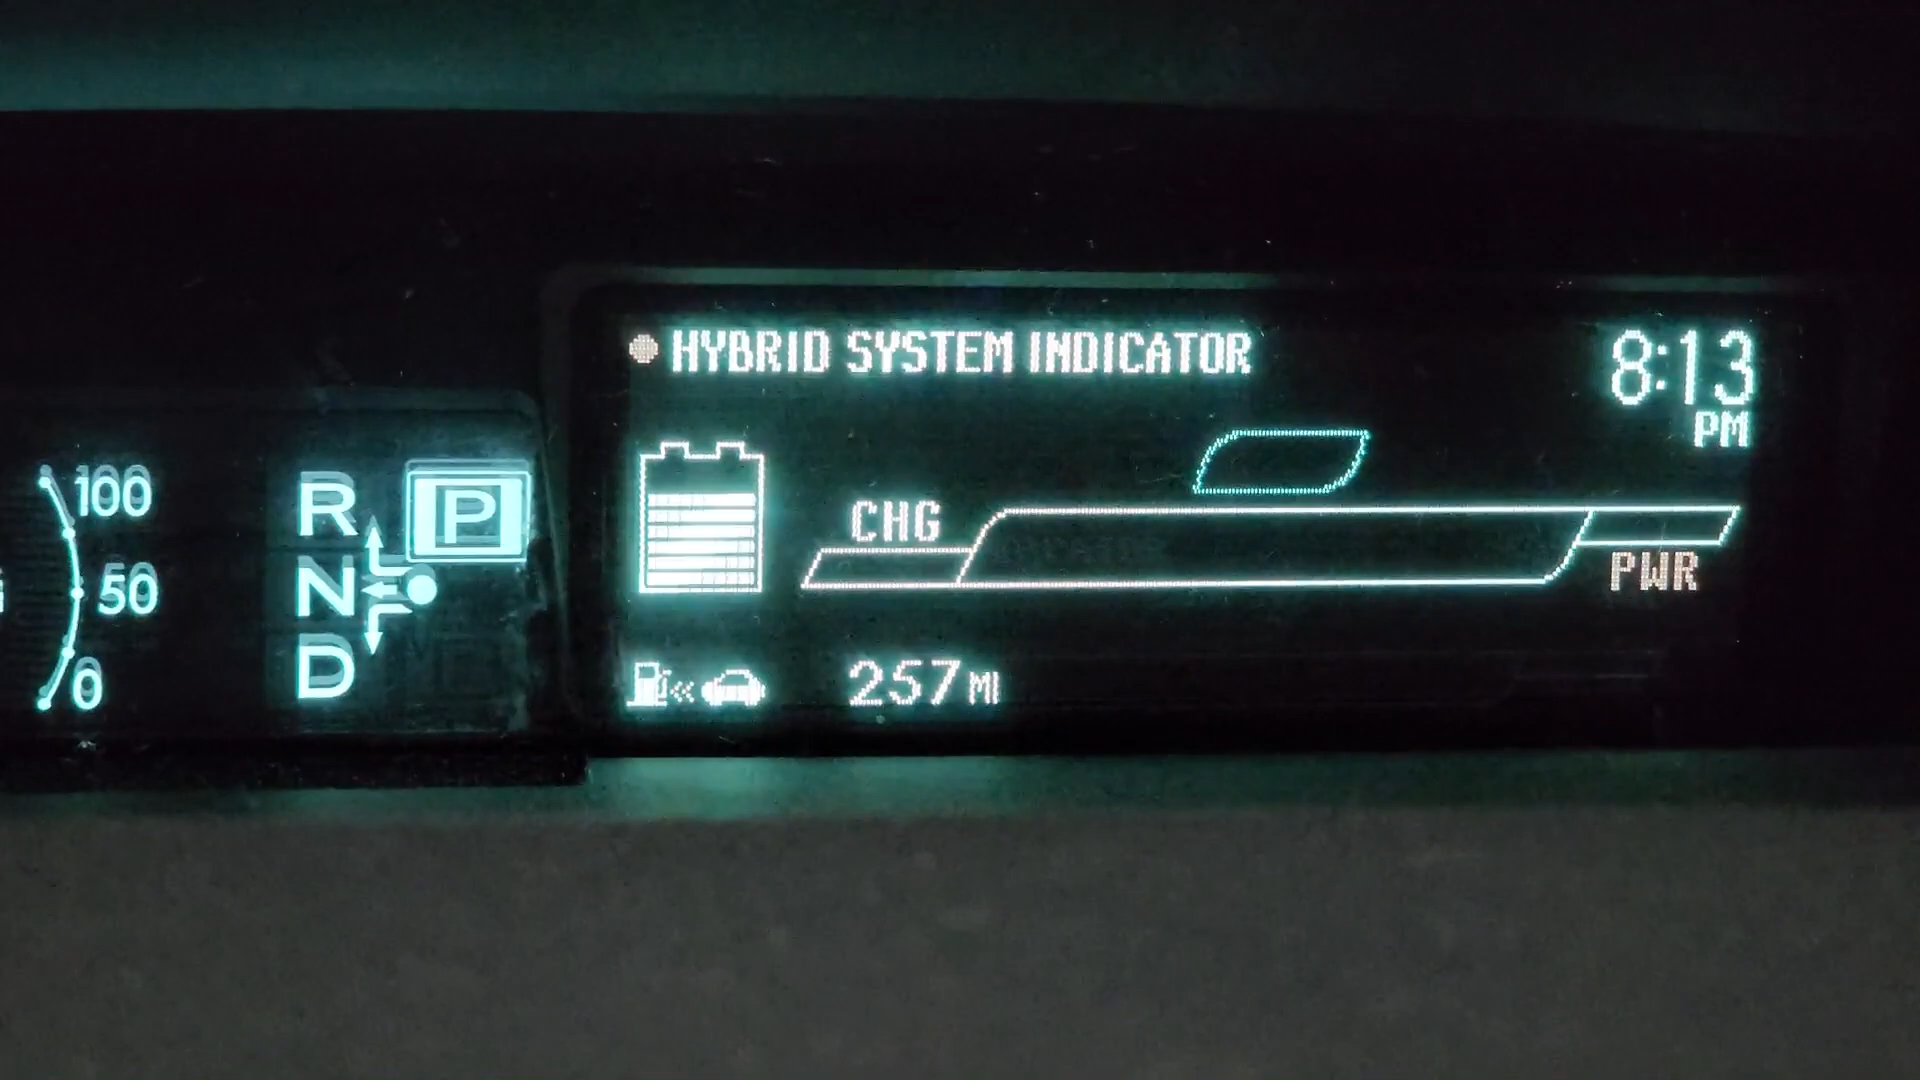 HYBRID SYSTEM INDICATOR
8:13
PM
100
50
0
R
P
N
D
CHG
PWR
257 MI